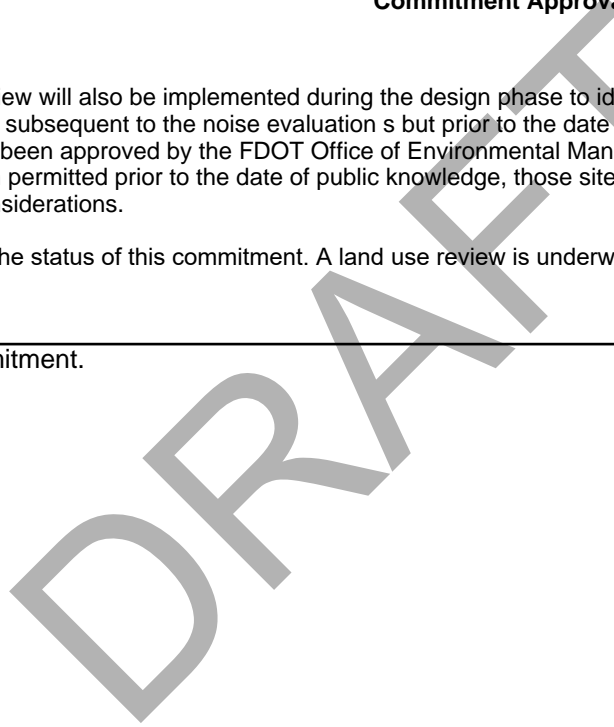 Commitment Approva
ew will also be implemented during the design phase to id
subsequent to the noise evaluation s but prior to the date
been approved by the FDOT Office of Environmental Man
permitted prior to the date of public knowledge, those site
nsiderations.
he status of this commitment. A land use review is underw
mitment.
DRAFT